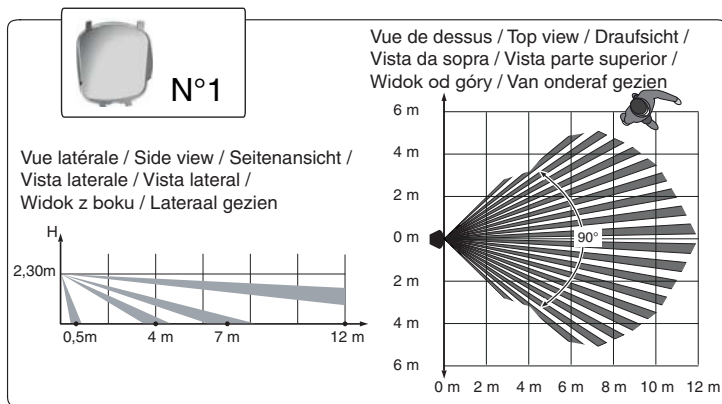 N°1
Vue de dessus / Top view / Draufsicht /
Vista da sopra / Vista parte superior /
Widok od góry / Van onderaf gezien
6 m
4 m
2 m
0 m
2 m
4 m
6 m
90°
0 m 2 m 4 m 6 m 8 m 10 m 12 m
Vue latérale / Side view / Seitenansicht /
Vista laterale / Vista lateral /
Widok z boku / Lateraal gezien
H
2,30m
0,5m 4 m 7 m 12 m